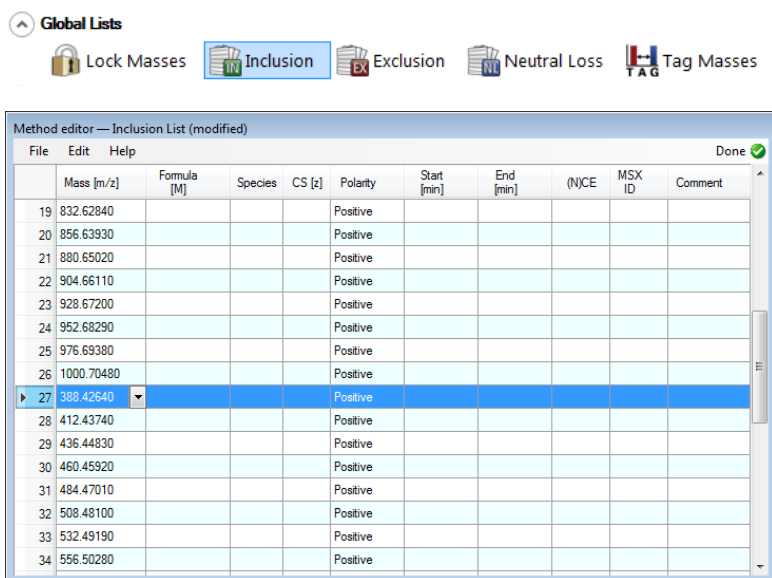 Global Lists
Lock Masses IN Inclusion EX Exclusion NL Neutral Loss TAG Tag Masses
Method editor — Inclusion List (modified)
File Edit Help Done
Mass [m/z] Formula [M] Species CS [z] Polarity Start [min] End [min] (N)CE MSX ID Comment
19 832.62840 Positive
20 856.63930 Positive
21 880.65020 Positive
22 904.66110 Positive
23 928.67200 Positive
24 952.68290 Positive
25 976.69380 Positive
26 1000.70480 Positive
27 388.42640 Positive
28 412.43740 Positive
29 436.44830 Positive
30 460.45920 Positive
31 484.47010 Positive
32 508.48100 Positive
33 532.49190 Positive
34 556.50280 Positive